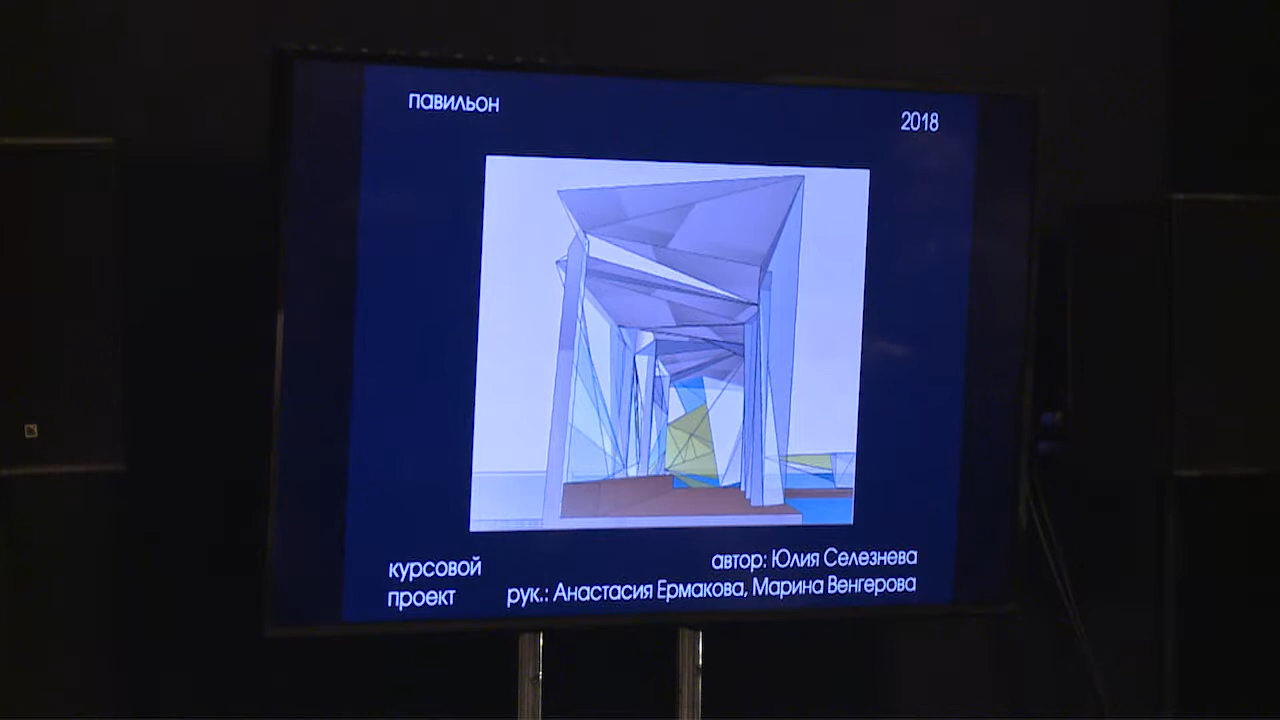 павильон
2018
курсовой
проект
автор: Юлия Селезнева
рук.: Анастасия Ермакова, Марина Венгерова